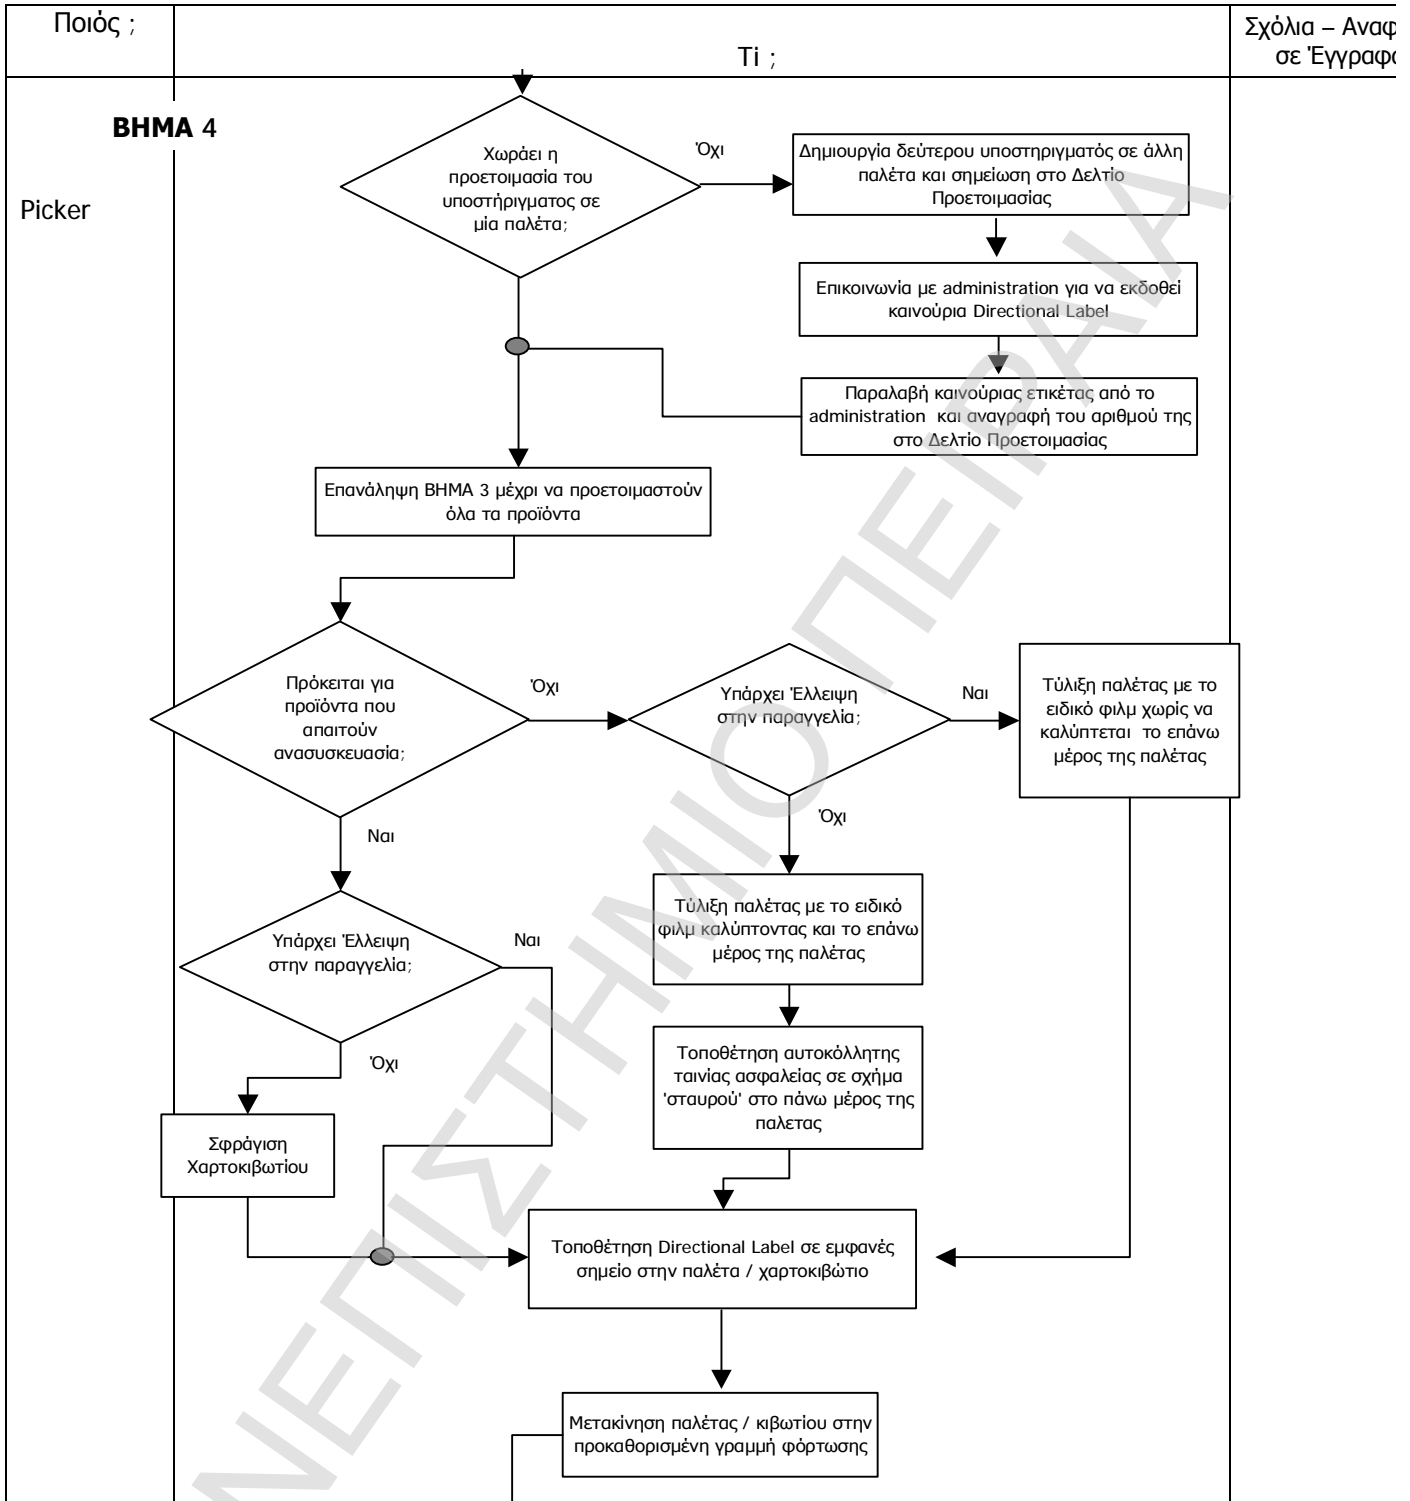 Ποιός ;
Τi ;
Σχόλια – Αναφ
σε Έγγραφα
ΒΗΜΑ 4
Picker
Χωράει η
προετοιμασία του
υποστήριγματος σε
μία παλέτα;
Όχι
Δημιουργία δεύτερου υποστηριγματός σε άλλη
παλέτα και σημείωση στο Δελτίο
Προετοιμασίας
Επικοινωνία με administration για να εκδοθεί
καινούρια Directional Label
Παραλαβή καινούριας ετικέτας από το
administration και αναγραφή του αριθμού της
στο Δελτίο Προετοιμασίας
Επανάληψη ΒΗΜΑ 3 μέχρι να προετοιμαστούν
όλα τα προϊόντα
Πρόκειται για
προϊόντα που
απαιτούν
ανασυσκευασία;
Όχι
Υπάρχει Έλλειψη
στην παραγγελία;
Ναι
Τύλιξη παλέτας με το
ειδικό φιλμ χωρίς να
καλύπτεται το επάνω
μέρος της παλέτας
Όχι
Ναι
Τύλιξη παλέτας με το ειδικό
φιλμ καλύπτοντας και το επάνω
μέρος της παλέτας
Υπάρχει Έλλειψη
στην παραγγελία;
Ναι
Όχι
Τοποθέτηση αυτοκόλλητης
ταινίας ασφαλείας σε σχήμα
'σταυρού' στο πάνω μέρος της
παλετας
Σφράγιση
Χαρτοκιβωτίου
Τοποθέτηση Directional Label σε εμφανές
σημείο στην παλέτα / χαρτοκιβώτιο
Μετακίνηση παλέτας / κιβωτίου στην
προκαθορισμένη γραμμή φόρτωσης
ΝΕΠΙΣΤΗΜΙΟ ΠΕΙΡΑΙΑ